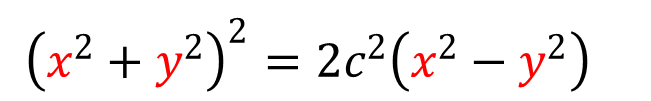 (x² + y²)² = 2c²(x² − y²)